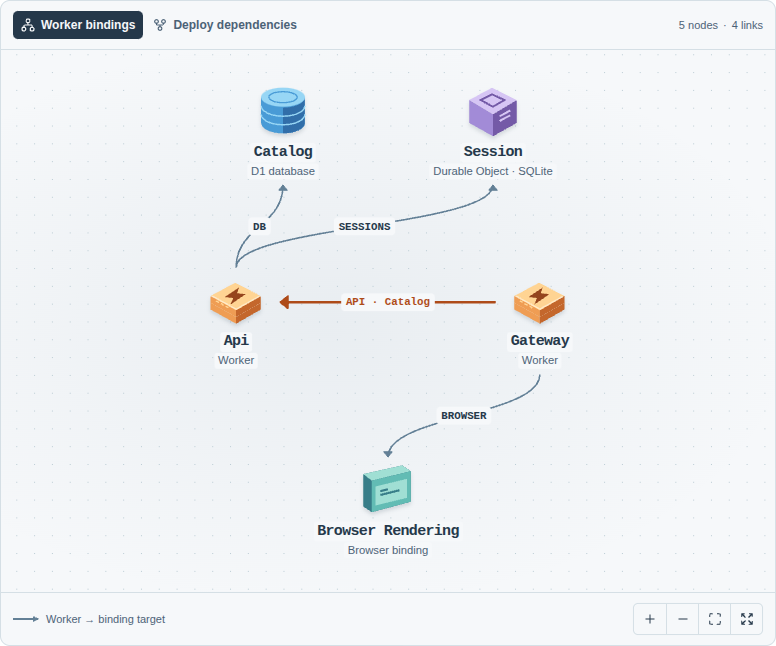 Worker bindings
Deploy dependencies
5 nodes · 4 links
Catalog
D1 database
Session
Durable Object · SQLite
DB
SESSIONS
API · Catalog
Api
Worker
Gateway
Worker
BROWSER
Browser Rendering
Browser binding
Worker → binding target